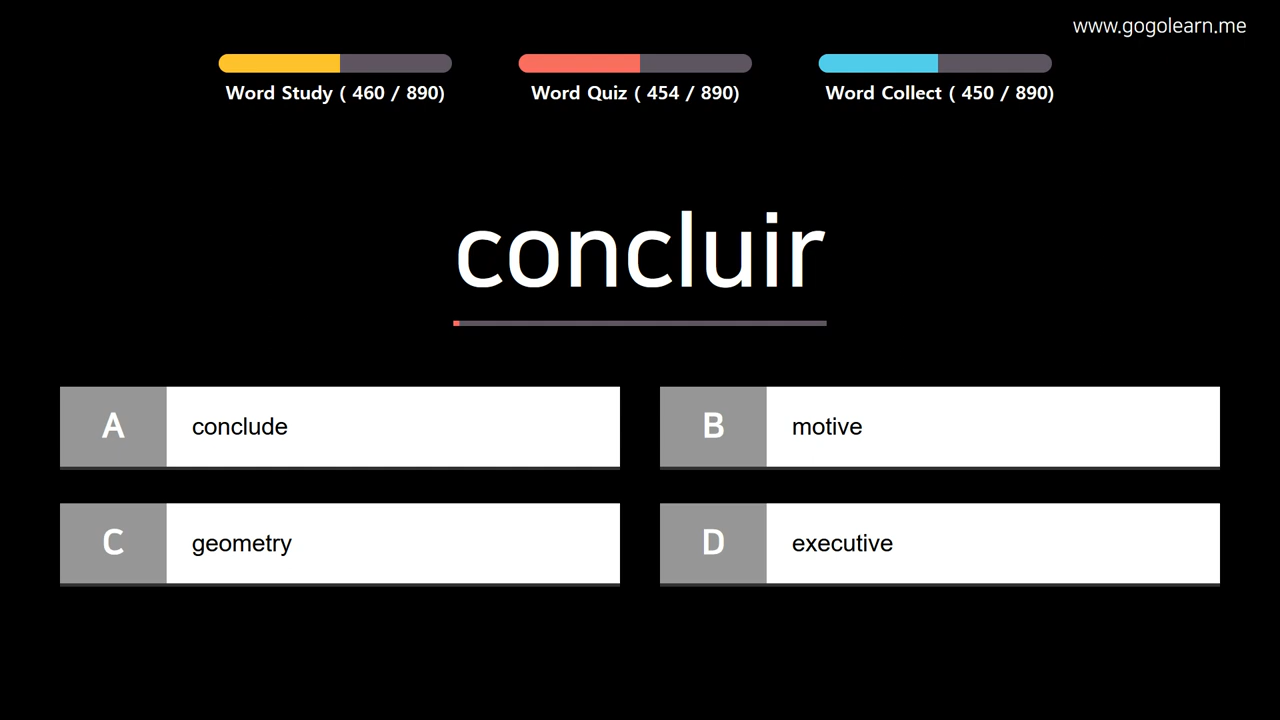 www.gogolearn.me
Word Study ( 460 / 890)
Word Quiz ( 454 / 890)
Word Collect ( 450 / 890)
concluir
A conclude
B motive
C geometry
D executive